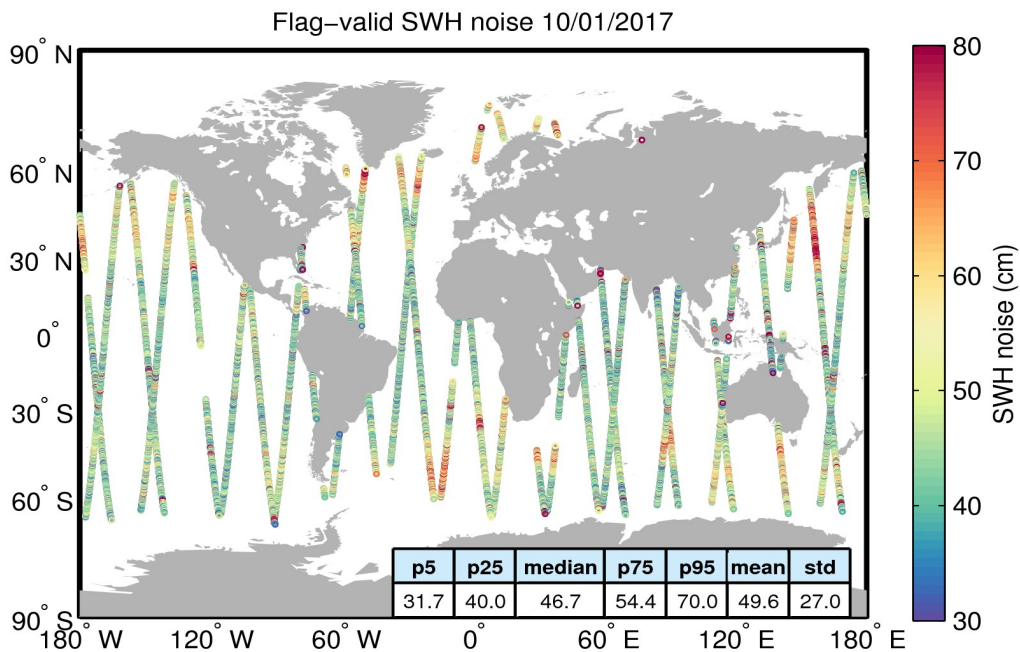 Flag−valid SWH noise 10/01/2017
90° N
60° N
30° N
0°
30° S
60° S
90° S
180° W 120° W 60° W 0° 60° E 120° E 180° E
80
70
60
50
40
30
SWH noise (cm)
p5 p25 median p75 p95 mean std
31.7 40.0 46.7 54.4 70.0 49.6 27.0